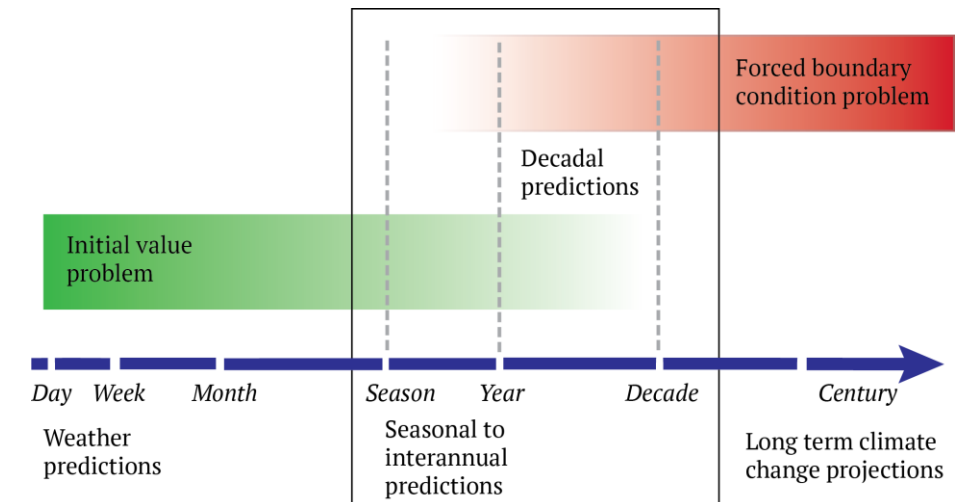 Forced boundary
condition problem
Decadal
predictions
Initial value
problem
Day Week Month Season Year Decade Century
Weather
predictions
Seasonal to
interannual
predictions
Long term climate
change projections